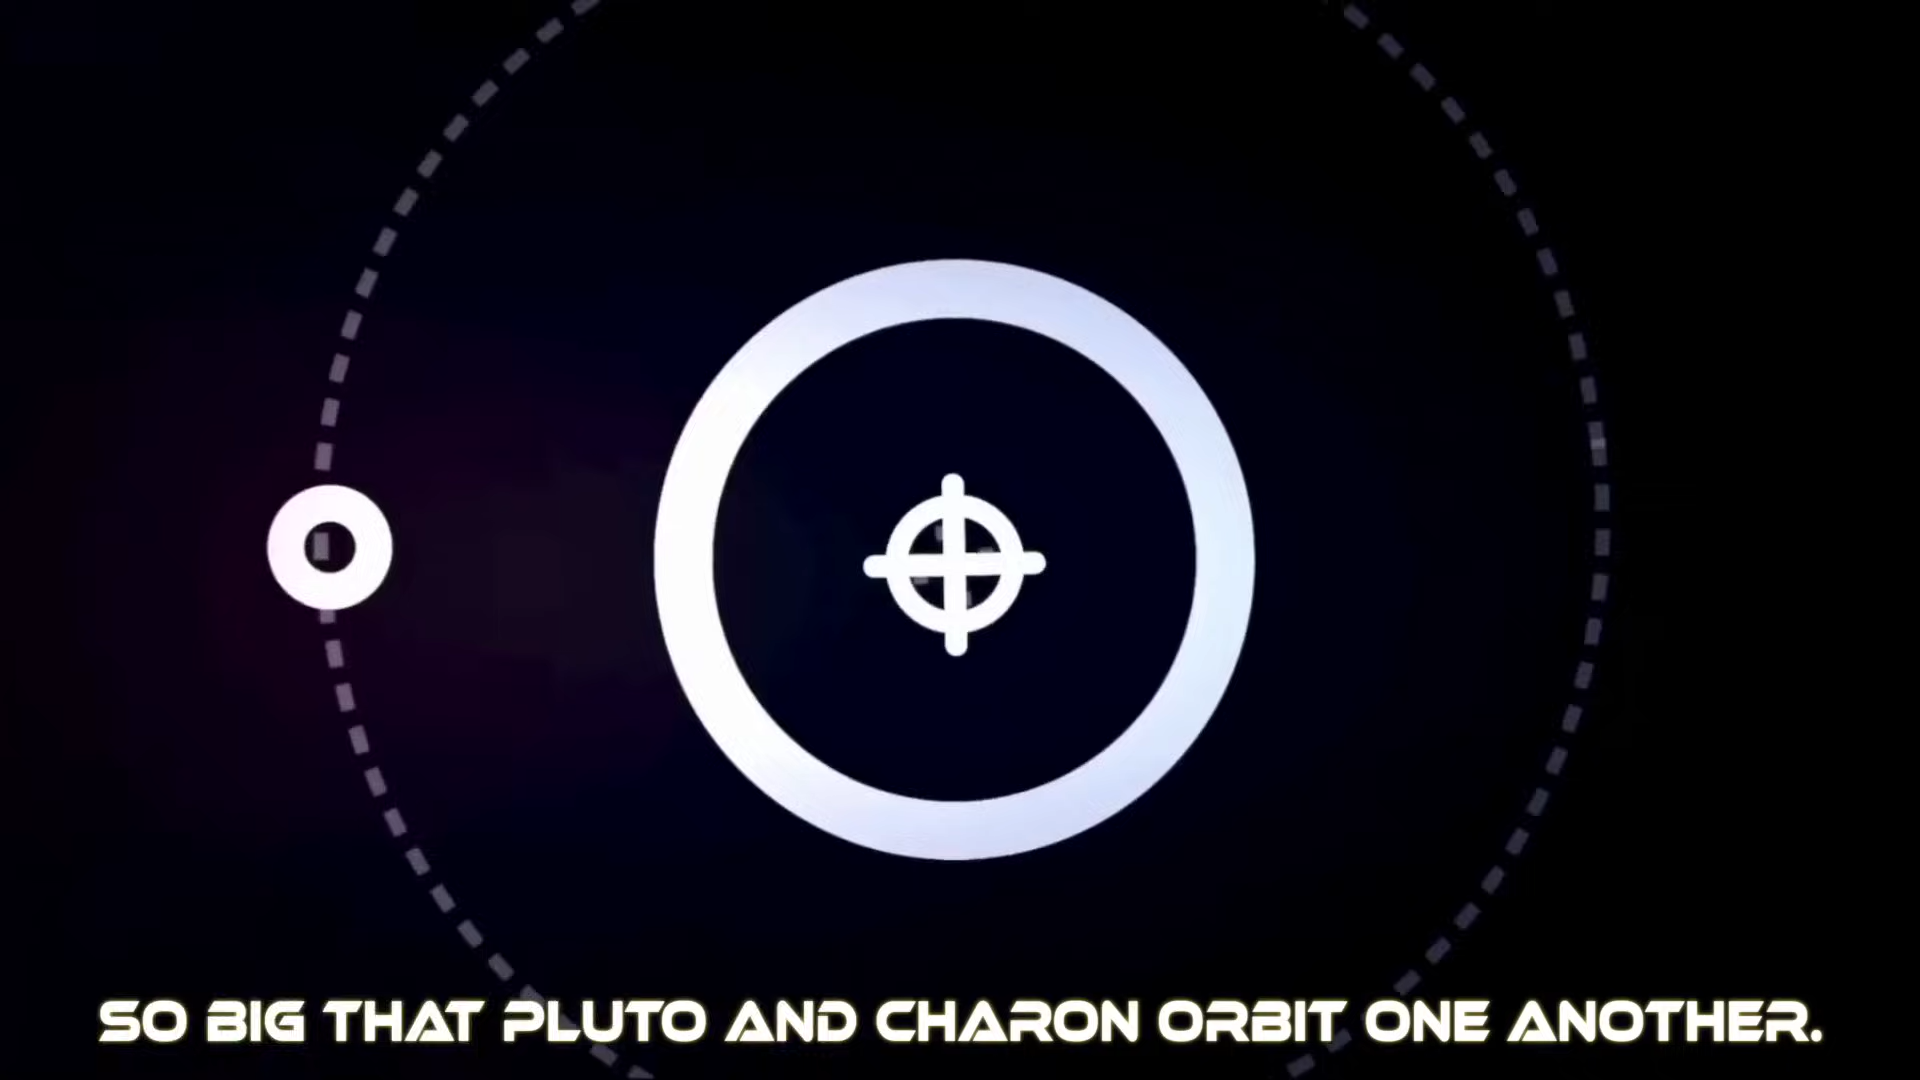 SO BIG THAT PLUTO AND CHARON ORBIT ONE ANOTHER.